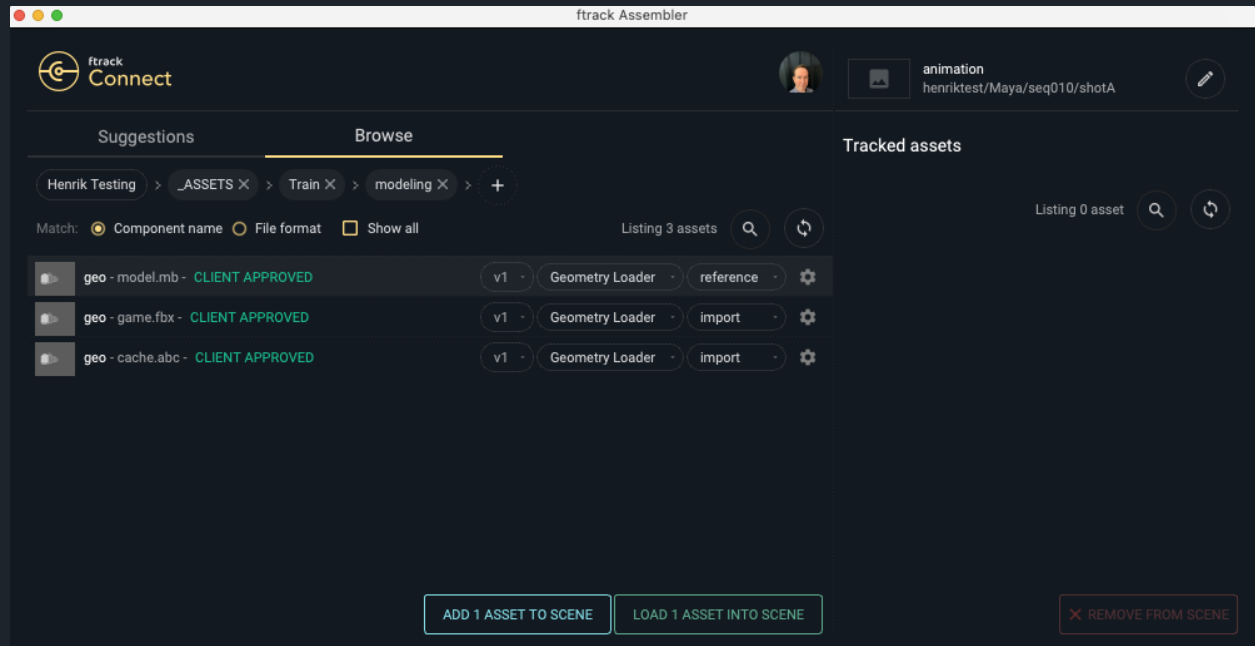 ftrack Assembler
ftrack
Connect
Suggestions
Browse
Henrik Testing > _ASSETS × > Train × > modeling × > +
Match: Component name File format Show all
Listing 3 assets
geo - model.mb - CLIENT APPROVED v1 Geometry Loader reference
geo - game.fbx - CLIENT APPROVED v1 Geometry Loader import
geo - cache.abc - CLIENT APPROVED v1 Geometry Loader import
ADD 1 ASSET TO SCENE
LOAD 1 ASSET INTO SCENE
animation
henriktest/Maya/seq010/shotA
Tracked assets
Listing 0 asset
× REMOVE FROM SCENE